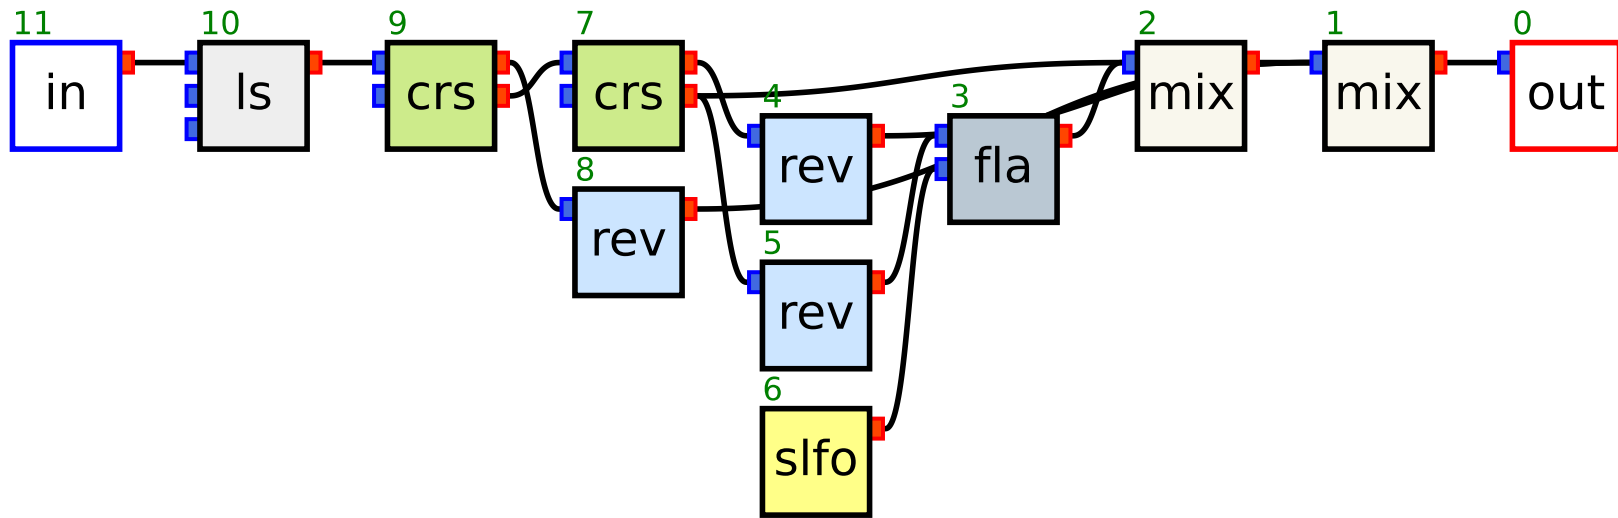 11 10 9 7 2 1 0
in ls crs crs mix mix out
4 3
rev fla
8
rev
5
rev
6
slfo